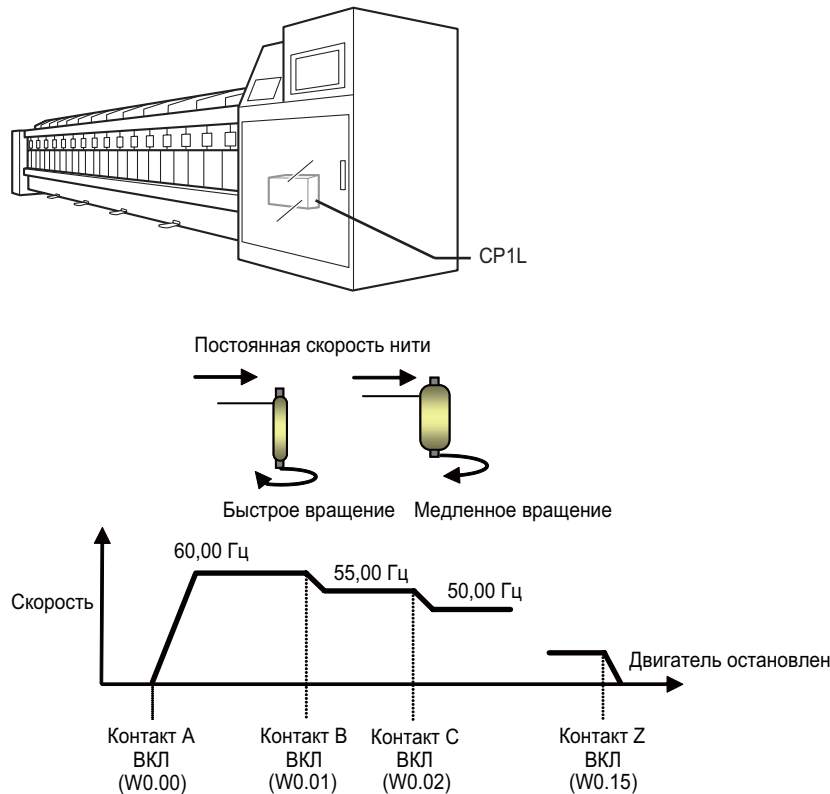 CP1L
Постоянная скорость нити
Быстрое вращение
Медленное вращение
60,00 Гц
55,00 Гц
50,00 Гц
Скорость
Двигатель остановлен
Контакт A
ВКЛ
(W0.00)
Контакт B
ВКЛ
(W0.01)
Контакт C
ВКЛ
(W0.02)
Контакт Z
ВКЛ
(W0.15)